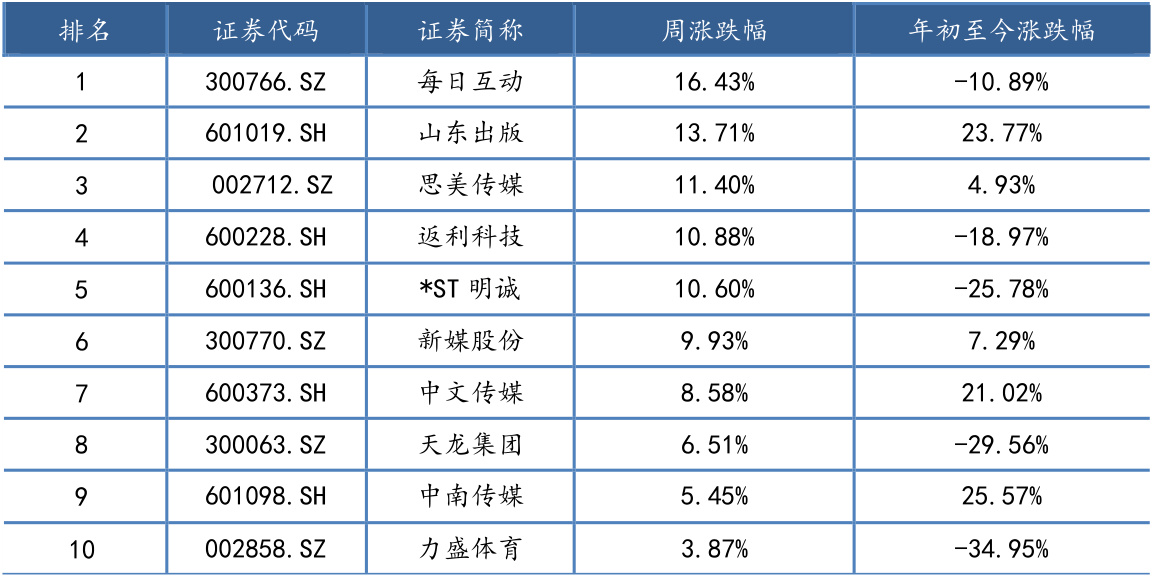 排名 证券代码 证券简称 周涨跌幅 年初至今涨跌幅
1 300766.SZ 每日互动 16.43% -10.89%
2 601019.SH 山东出版 13.71% 23.77%
3 002712.SZ 思美传媒 11.40% 4.93%
4 600228.SH 返利科技 10.88% -18.97%
5 600136.SH *ST 明诚 10.60% -25.78%
6 300770.SZ 新媒股份 9.93% 7.29%
7 600373.SH 中文传媒 8.58% 21.02%
8 300063.SZ 天龙集团 6.51% -29.56%
9 601098.SH 中南传媒 5.45% 25.57%
10 002858.SZ 力盛体育 3.87% -34.95%